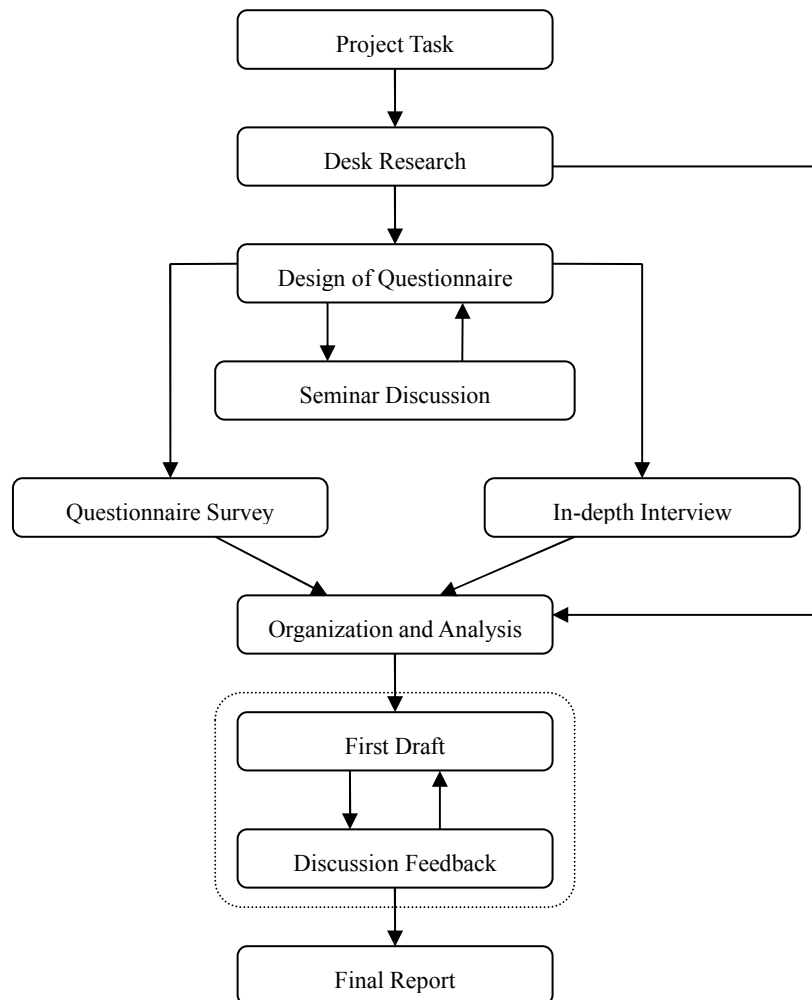 Project Task
Desk Research
Design of Questionnaire
Seminar Discussion
Questionnaire Survey
In-depth Interview
Organization and Analysis
First Draft
Discussion Feedback
Final Report